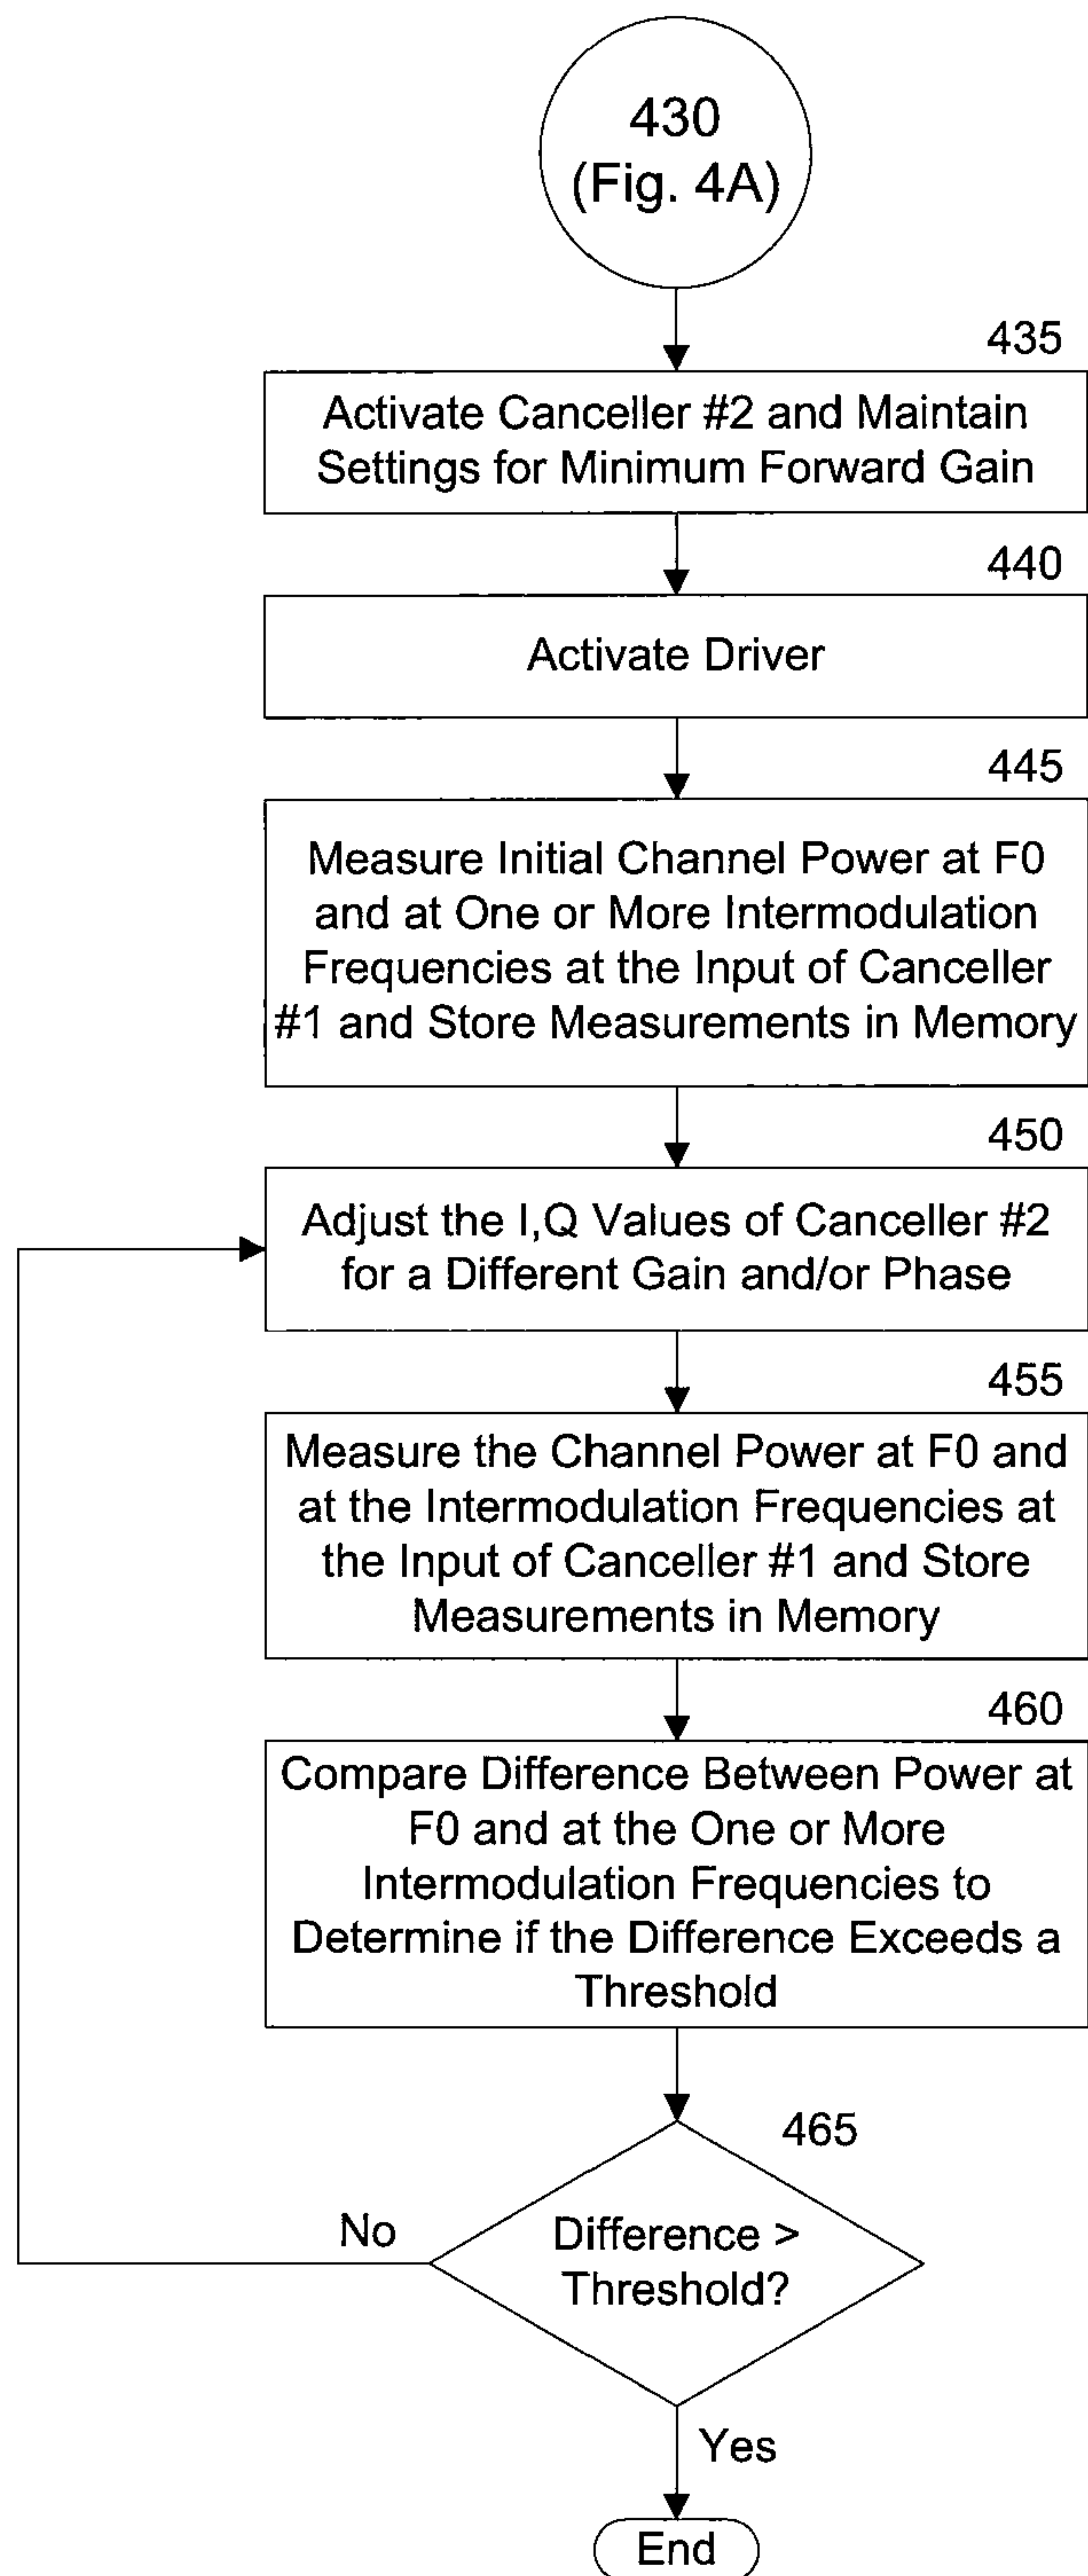 430
(Fig. 4A)
435
Activate Canceller #2 and Maintain
Settings for Minimum Forward Gain
440
Activate Driver
445
Measure Initial Channel Power at F0
and at One or More Intermodulation
Frequencies at the Input of Canceller
#1 and Store Measurements in Memory
450
Adjust the I,Q Values of Canceller #2
for a Different Gain and/or Phase
455
Measure the Channel Power at F0 and
at the Intermodulation Frequencies at
the Input of Canceller #1 and Store
Measurements in Memory
460
Compare Difference Between Power at
F0 and at the One or More
Intermodulation Frequencies to
Determine if the Difference Exceeds a
Threshold
465
No
Difference >
Threshold?
Yes
End